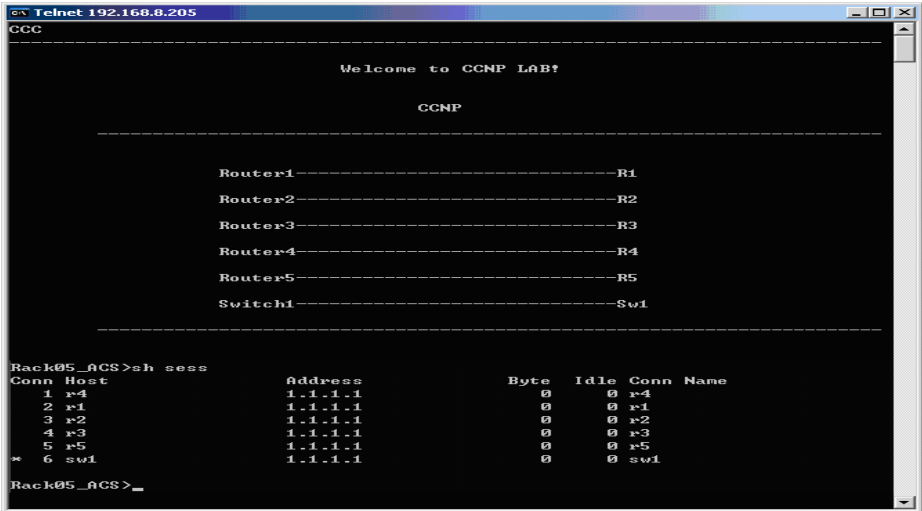 Telnet 192.168.8.205
CCC
------------------------------------------------------------------------
Welcome to CCNP LAB!
CCNP
----------------------------------------------------------------
Router1-----------------------------R1
Router2-----------------------------R2
Router3-----------------------------R3
Router4-----------------------------R4
Router5-----------------------------R5
Switch1-----------------------------Sw1
----------------------------------------------------------------
Rack05_ACS>sh sess
Conn Host Address Byte Idle Conn Name
1 r4 1.1.1.1 0 0 r4
2 r1 1.1.1.1 0 0 r1
3 r2 1.1.1.1 0 0 r2
4 r3 1.1.1.1 0 0 r3
5 r5 1.1.1.1 0 0 r5
* 6 sw1 1.1.1.1 0 0 sw1
Rack05_ACS>_